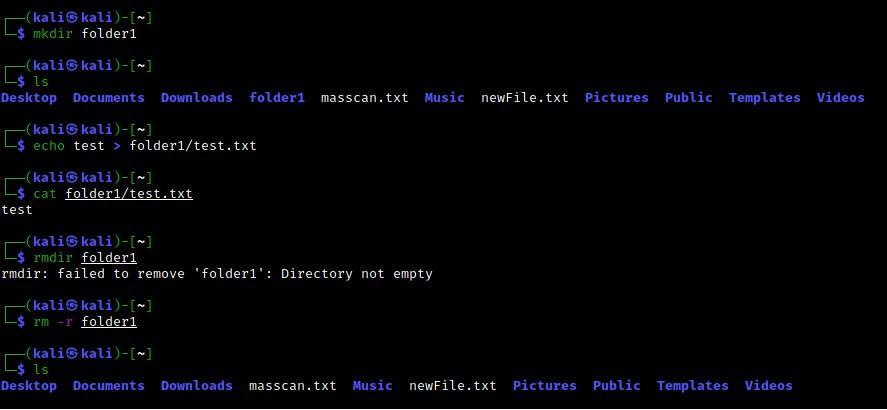 ┌──(kali㉿kali)-[~]
└─$ mkdir folder1
┌──(kali㉿kali)-[~]
└─$ ls
Desktop  Documents  Downloads  folder1  masscan.txt  Music  newFile.txt  Pictures  Public  Templates  Videos
┌──(kali㉿kali)-[~]
└─$ echo test > folder1/test.txt
┌──(kali㉿kali)-[~]
└─$ cat folder1/test.txt
test
┌──(kali㉿kali)-[~]
└─$ rmdir folder1
rmdir: failed to remove 'folder1': Directory not empty
┌──(kali㉿kali)-[~]
└─$ rm -r folder1
┌──(kali㉿kali)-[~]
└─$ ls
Desktop  Documents  Downloads  masscan.txt  Music  newFile.txt  Pictures  Public  Templates  Videos